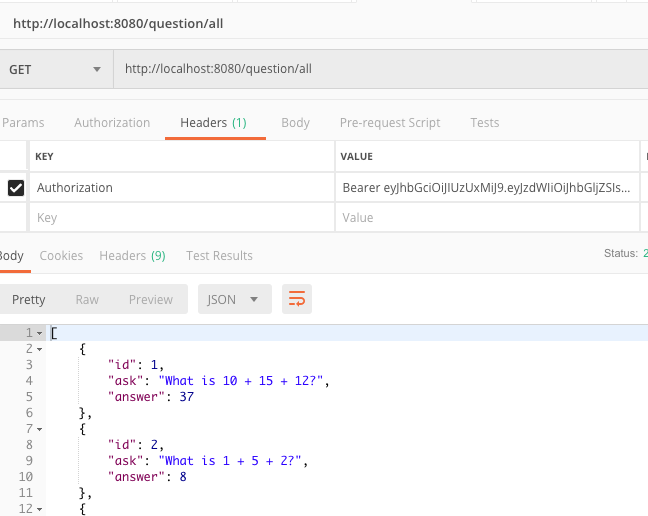 http://localhost:8080/question/all
GET http://localhost:8080/question/all
Params Authorization Headers (1) Body Pre-request Script Tests
KEY VALUE
Authorization Bearer eyJhbGciOiJIUzUxMiJ9.eyJzdWIiOiJhbGljZSIs...
Key Value
Body Cookies Headers (9) Test Results Status: 2
Pretty Raw Preview JSON
1 [
2 {
3 "id": 1,
4 "ask": "What is 10 + 15 + 12?",
5 "answer": 37
6 },
7 {
8 "id": 2,
9 "ask": "What is 1 + 5 + 2?",
10 "answer": 8
11 },
12 {